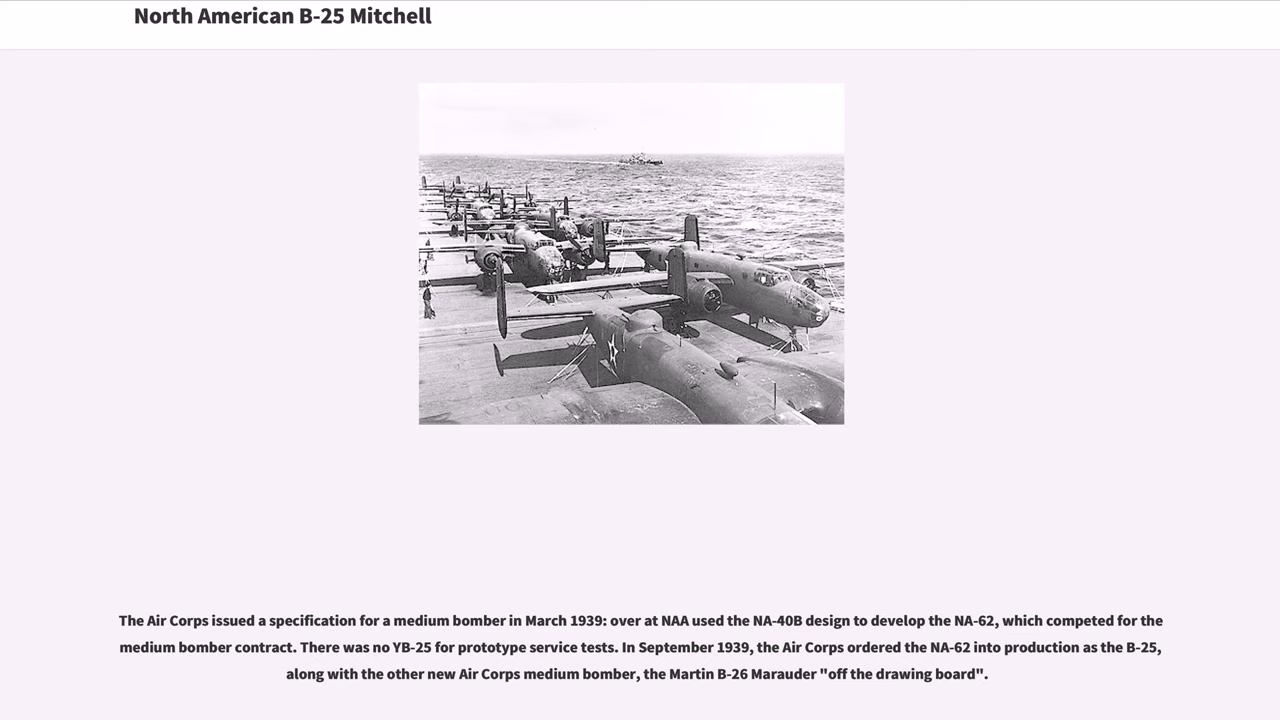 North American B-25 Mitchell
The Air Corps issued a specification for a medium bomber in March 1939: over at NAA used the NA-40B design to develop the NA-62, which competed for the
medium bomber contract. There was no YB-25 for prototype service tests. In September 1939, the Air Corps ordered the NA-62 into production as the B-25,
along with the other new Air Corps medium bomber, the Martin B-26 Marauder "off the drawing board".